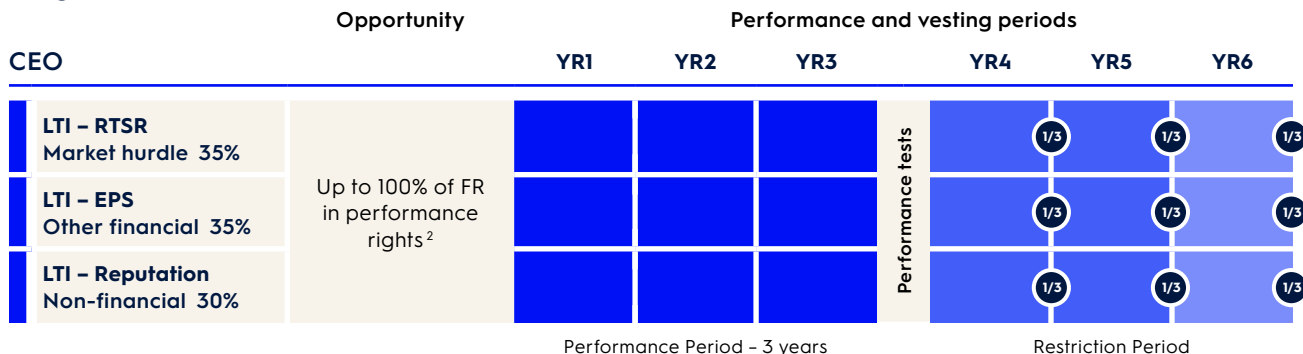 Opportunity
Performance and vesting periods
CEO
YR1
YR2
YR3
YR4
YR5
YR6
LTI – RTSR
Market hurdle 35%
LTI – EPS
Other financial 35%
LTI – Reputation
Non-financial 30%
Up to 100% of FR
in performance
rights²
Performance tests
1/3
1/3
1/3
1/3
1/3
1/3
1/3
1/3
1/3
Performance Period – 3 years
Restriction Period